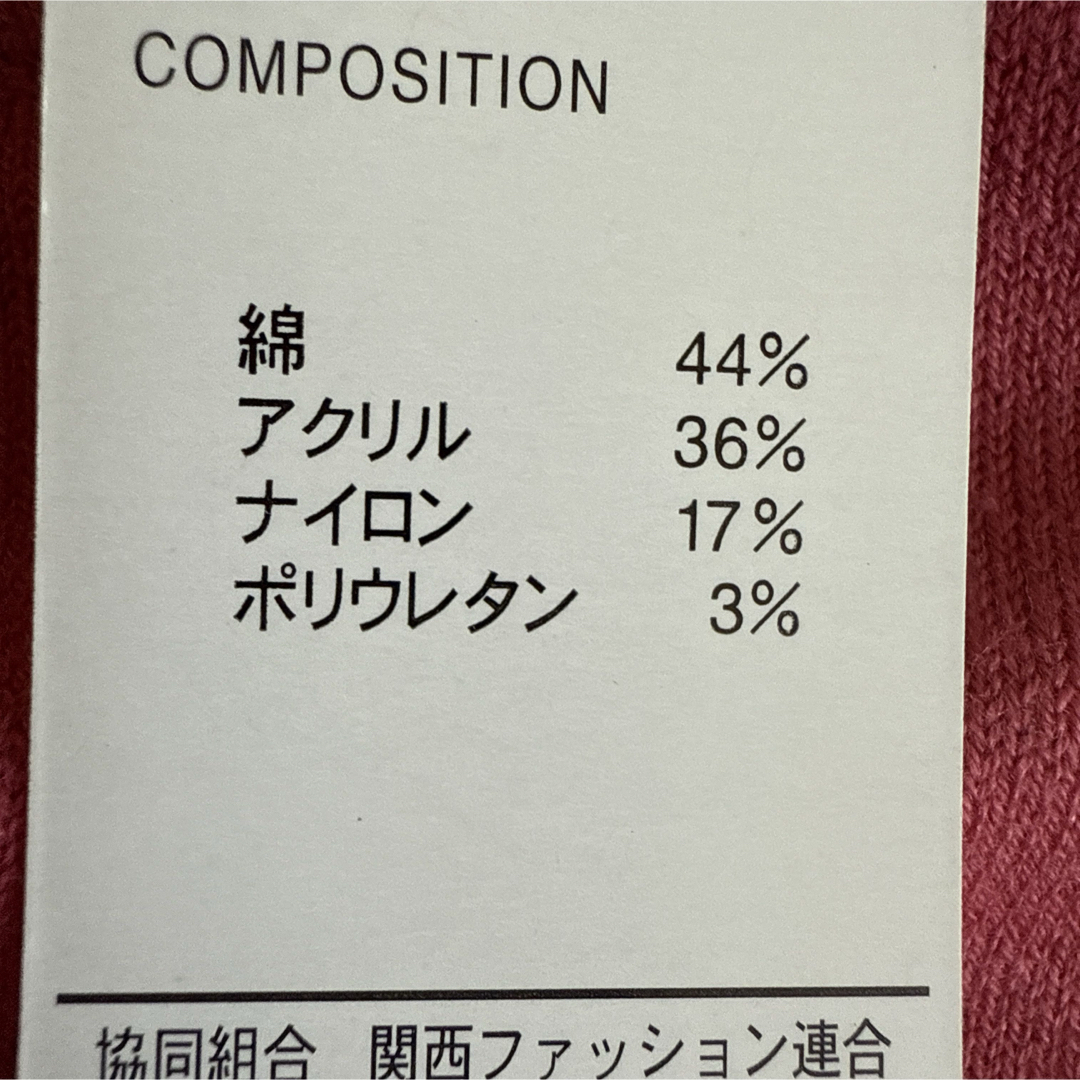 COMPOSITION
綿 44%
アクリル 36%
ナイロン 17%
ポリウレタン 3%
協同組合 関西ファッション連合